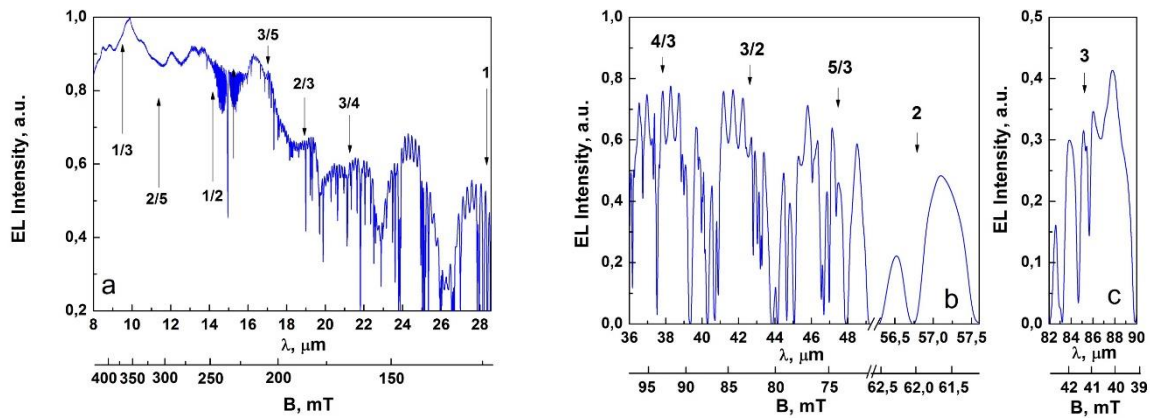 1,0
0,8
0,6
0,4
0,2
EL Intensity, a.u.
1/3
2/5
1/2
3/5
2/3
3/4
1
a
8 10 12 14 16 18 20 22 24 26 28
λ, μm
400 350 300 250 200 150
B, mT
1,0
0,8
0,6
0,4
0,2
0,0
EL Intensity, a.u.
4/3
3/2
5/3
2
b
36 38 40 42 44 46 48 56,5 57,0 57,5
λ, μm
95 90 85 80 75 62,5 62,0 61,5
B, mT
0,5
0,4
0,3
0,2
0,1
0,0
EL Intensity, a.u.
3
c
82 84 86 88 90
λ, μm
42 41 40 39
B, mT